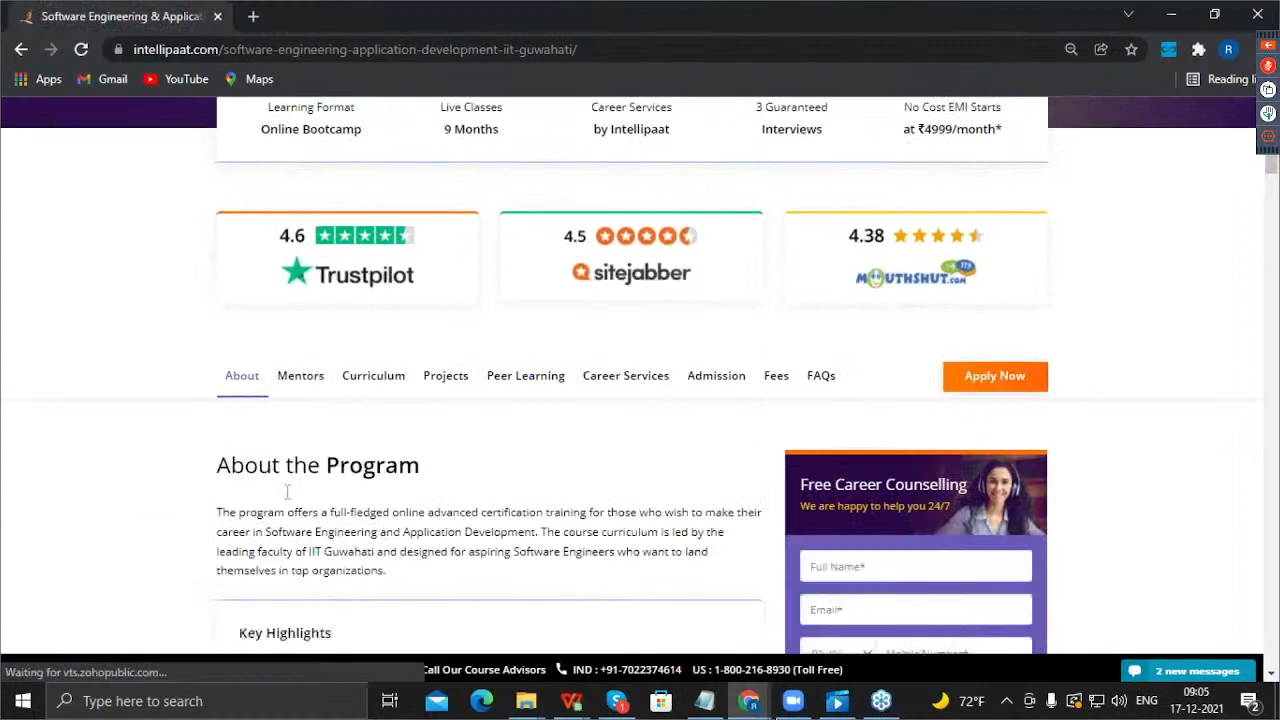 Software Engineering & Applicat
intellipaat.com/software-engineering-application-development-iit-guwahati/
R
Apps
Gmail
YouTube
Maps
Reading li
Learning Format
Online Bootcamp
Live Classes
9 Months
Career Services
by Intellipaat
3 Guaranteed
Interviews
No Cost EMI Starts
at ₹4999/month*
4.6
Trustpilot
4.5
sitejabber
4.38
MOUTHSHUT.COM
About
Mentors
Curriculum
Projects
Peer Learning
Career Services
Admission
Fees
FAQs
Apply Now
About the Program
The program offers a full-fledged online advanced certification training for those who wish to make their
career in Software Engineering and Application Development. The course curriculum is led by the
leading faculty of IIT Guwahati and designed for aspiring Software Engineers who want to land
themselves in top organizations.
Key Highlights
Free Career Counselling
We are happy to help you 24/7
Full Name*
Email*
Mobile Number*
Waiting for vts.zohopublic.com...
Call Our Course Advisors
IND : +91-7022374614
US : 1-800-216-8930 (Toll Free)
2 new messages
Type here to search
72°F
ENG
09:05
17-12-2021
2